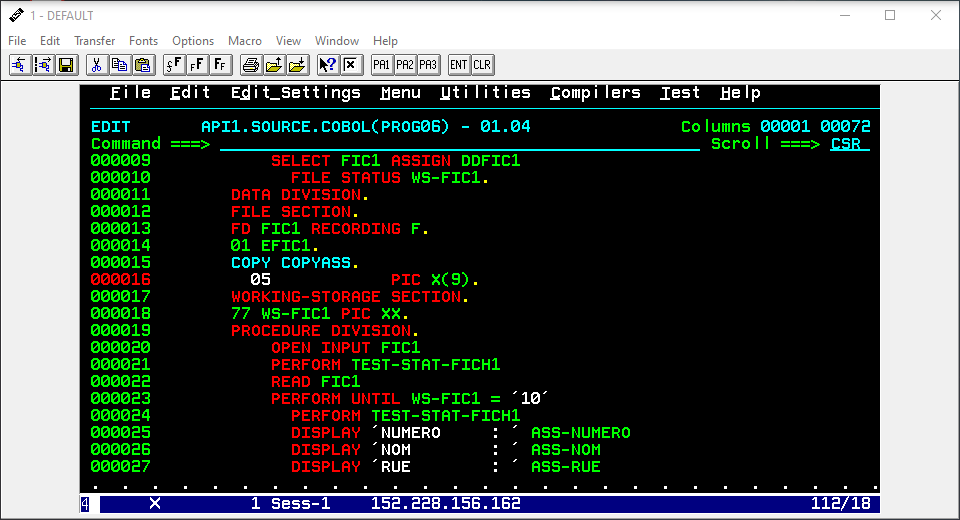 1 - DEFAULT
File Edit Transfer Fonts Options Macro View Window Help
PA1 PA2 PA3 ENT CLR
File Edit Edit_Settings Menu Utilities Compilers Test Help
EDIT API1.SOURCE.COBOL(PROG06) - 01.04 Columns 00001 00072
Command ===> Scroll ===> CSR
000009 SELECT FIC1 ASSIGN DDFIC1
000010 FILE STATUS WS-FIC1.
000011 DATA DIVISION.
000012 FILE SECTION.
000013 FD FIC1 RECORDING F.
000014 01 EFIC1.
000015 COPY COPYASS.
000016 05 PIC X(9).
000017 WORKING-STORAGE SECTION.
000018 77 WS-FIC1 PIC XX.
000019 PROCEDURE DIVISION.
000020 OPEN INPUT FIC1
000021 PERFORM TEST-STAT-FICH1
000022 READ FIC1
000023 PERFORM UNTIL WS-FIC1 = ´10´
000024 PERFORM TEST-STAT-FICH1
000025 DISPLAY ´NUMERO : ´ ASS-NUMERO
000026 DISPLAY ´NOM : ´ ASS-NOM
000027 DISPLAY ´RUE : ´ ASS-RUE
. . . . . . . . . . . . . . . . . . . . . . . . . . .
4 X 1 Sess-1 152.228.156.162 112/18